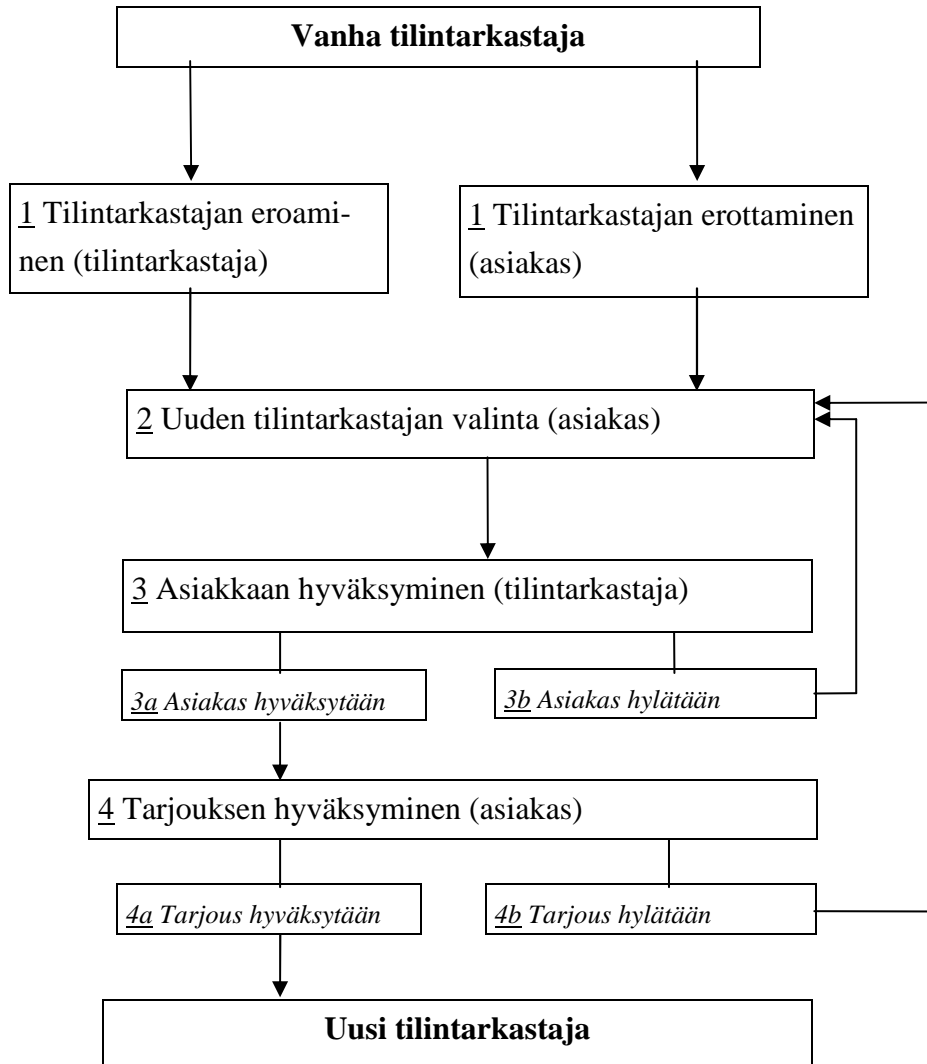 Vanha tilintarkastaja
1 Tilintarkastajan eroami-
nen (tilintarkastaja)
1 Tilintarkastajan erottaminen
(asiakas)
2 Uuden tilintarkastajan valinta (asiakas)
3 Asiakkaan hyväksyminen (tilintarkastaja)
3a Asiakas hyväksytään
3b Asiakas hylätään
4 Tarjouksen hyväksyminen (asiakas)
4a Tarjous hyväksytään
4b Tarjous hylätään
Uusi tilintarkastaja